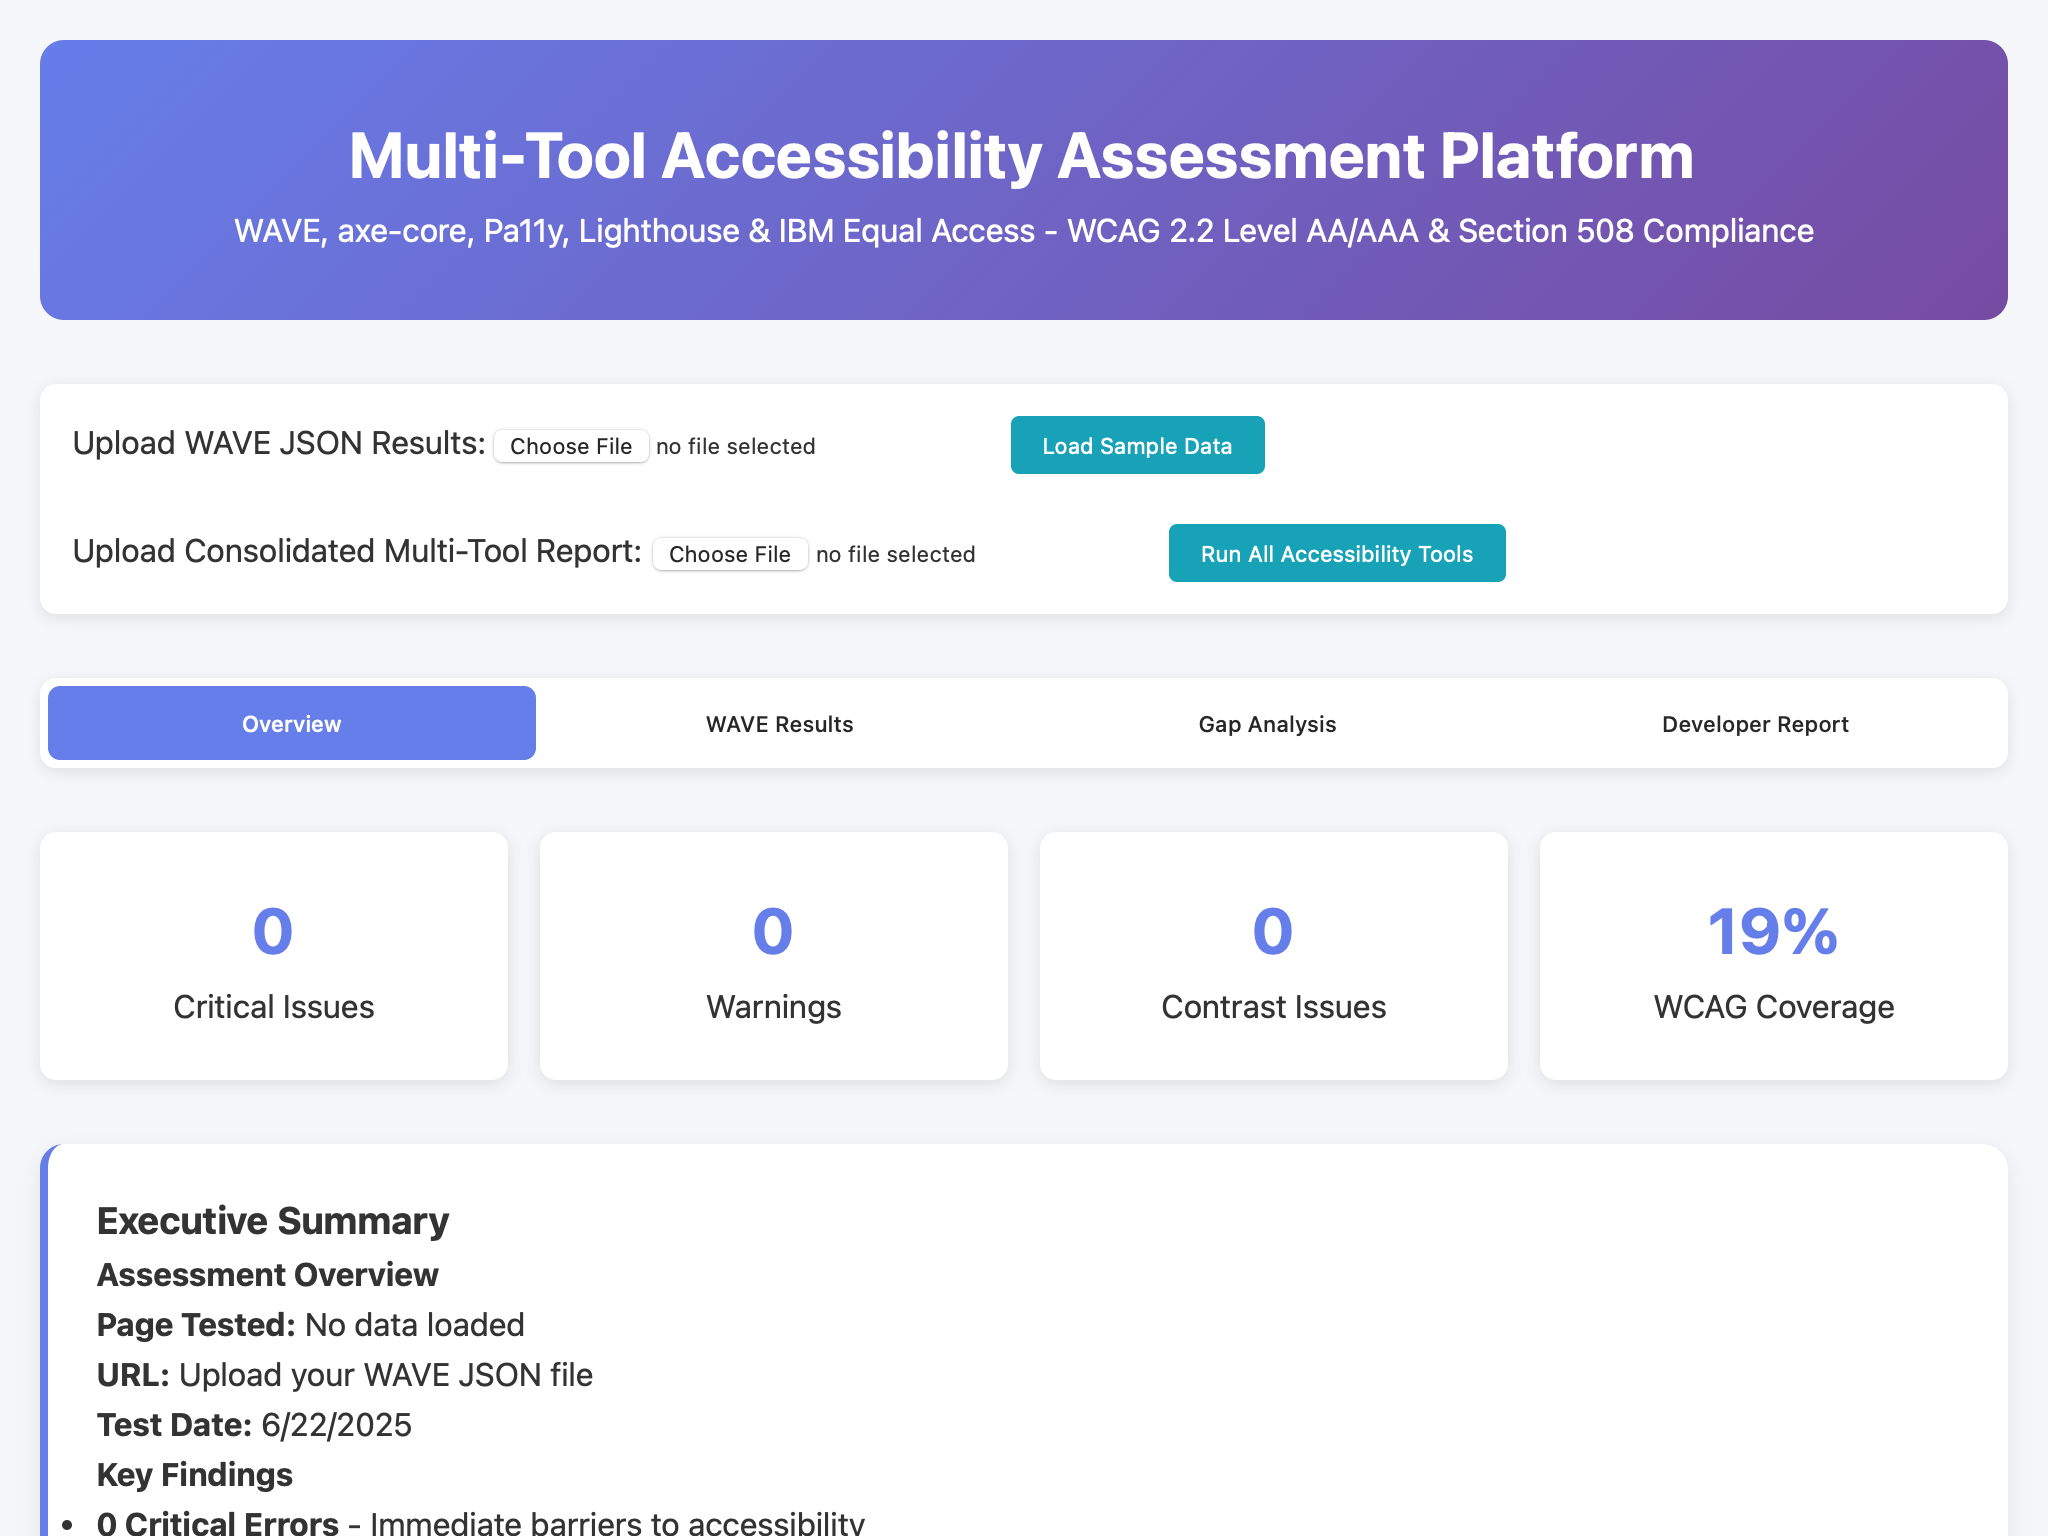 Multi-Tool Accessibility Assessment Platform
WAVE, axe-core, Pa11y, Lighthouse & IBM Equal Access - WCAG 2.2 Level AA/AAA & Section 508 Compliance
Upload WAVE JSON Results: Choose File no file selected Load Sample Data
Upload Consolidated Multi-Tool Report: Choose File no file selected Run All Accessibility Tools
Overview WAVE Results Gap Analysis Developer Report
0 0 0 19%
Critical Issues Warnings Contrast Issues WCAG Coverage
Executive Summary
Assessment Overview
Page Tested: No data loaded
URL: Upload your WAVE JSON file
Test Date: 6/22/2025
Key Findings
• 0 Critical Errors - Immediate barriers to accessibility